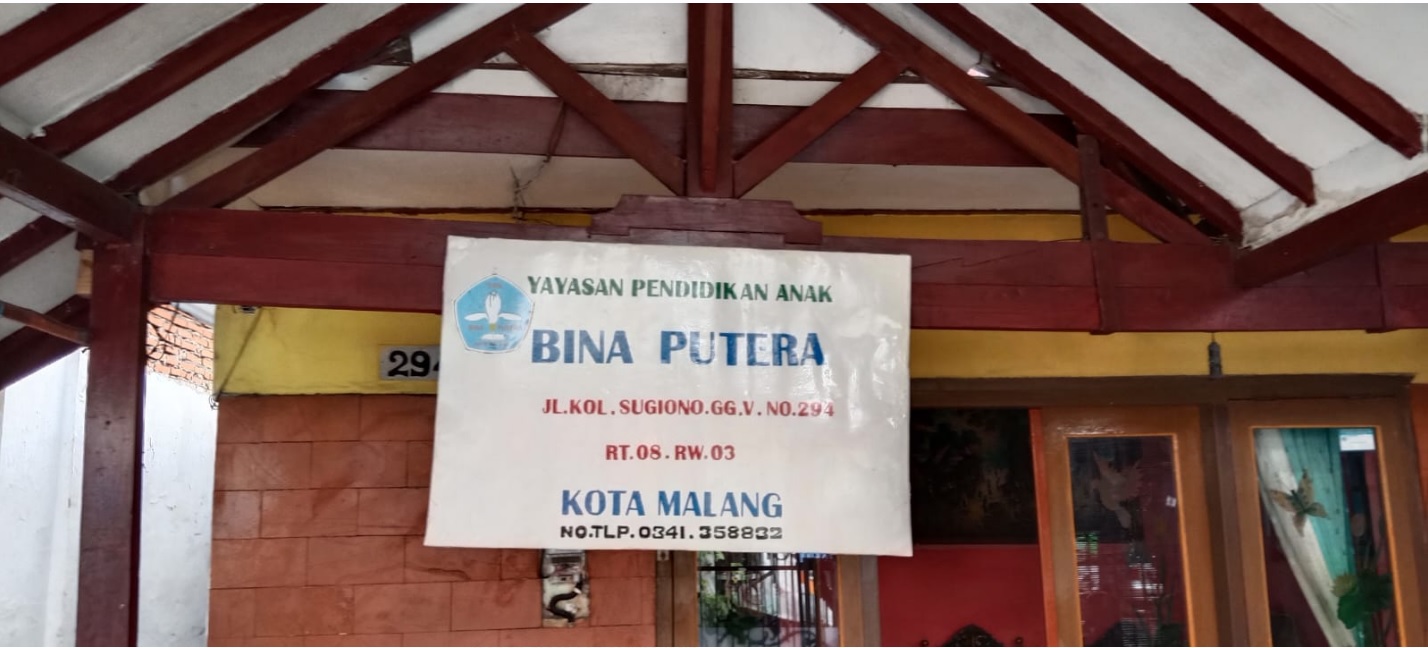 YAYASAN PENDIDIKAN ANAK
BINA PUTERA
JL.KOL.SUGIONO.GG.V.NO.294
RT.08.RW.03
KOTA MALANG
NO.TLP.0341.358832
294